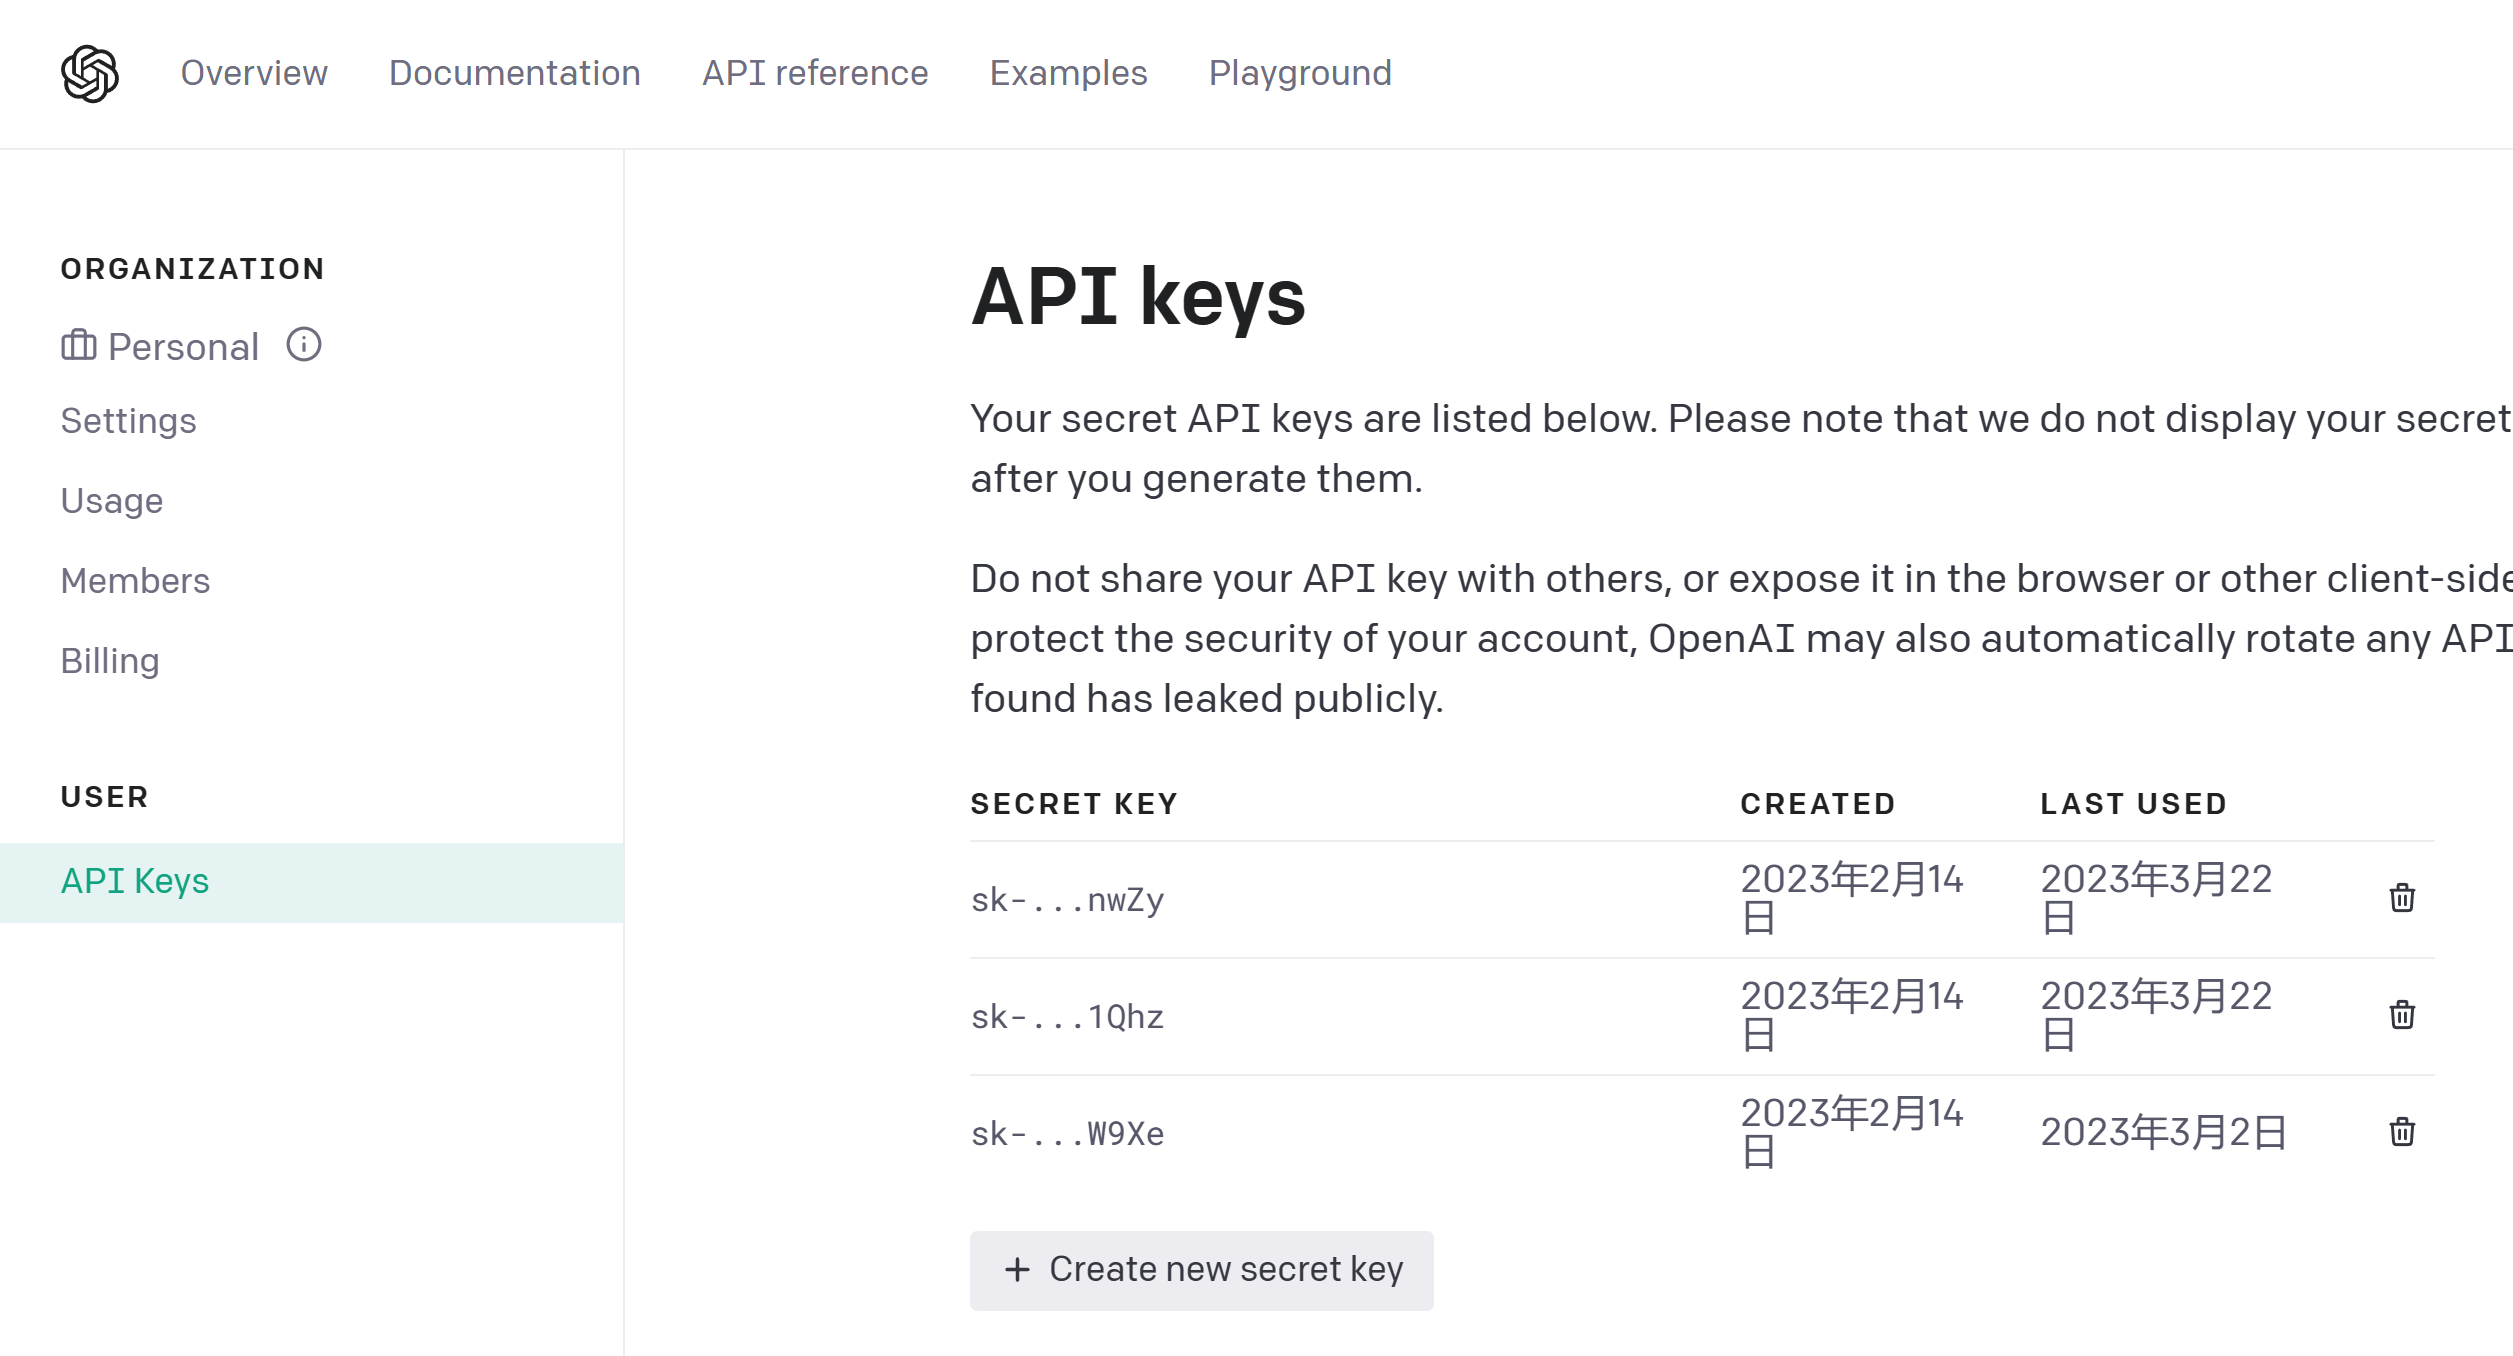 Overview Documentation API reference Examples Playground
ORGANIZATION
Personal
Settings
Usage
Members
Billing
USER
API Keys
API keys
Your secret API keys are listed below. Please note that we do not display your secret
after you generate them.
Do not share your API key with others, or expose it in the browser or other client-side
protect the security of your account, OpenAI may also automatically rotate any API
found has leaked publicly.
SECRET KEY CREATED LAST USED
sk-...nwZy 2023年2月14日 2023年3月22日
sk-...1Qhz 2023年2月14日 2023年3月22日
sk-...W9Xe 2023年2月14日 2023年3月2日
+ Create new secret key